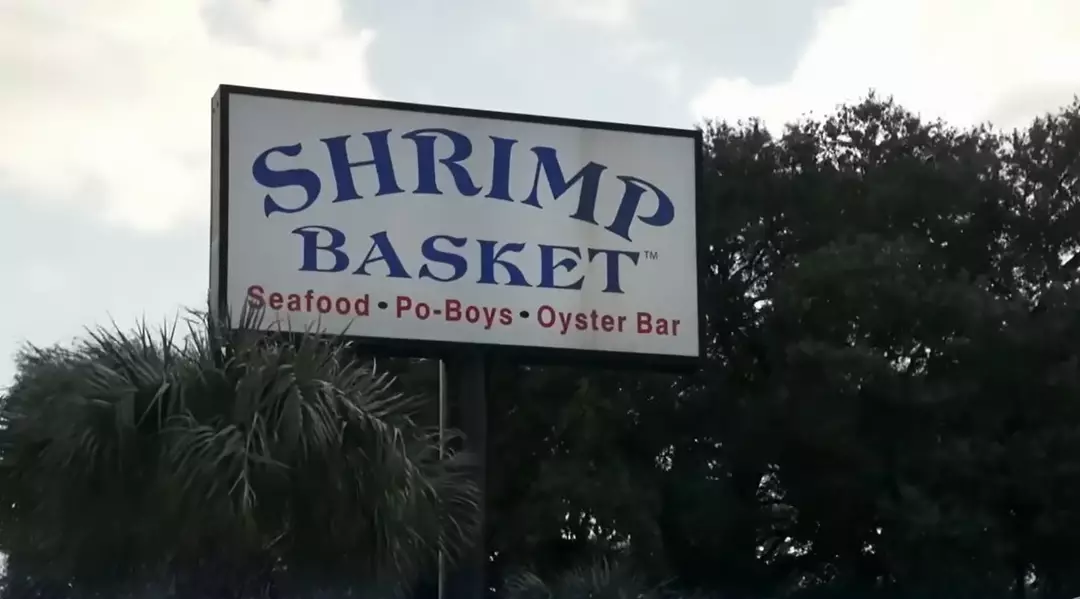 SHRIMP
BASKET™
Seafood • Po-Boys • Oyster Bar